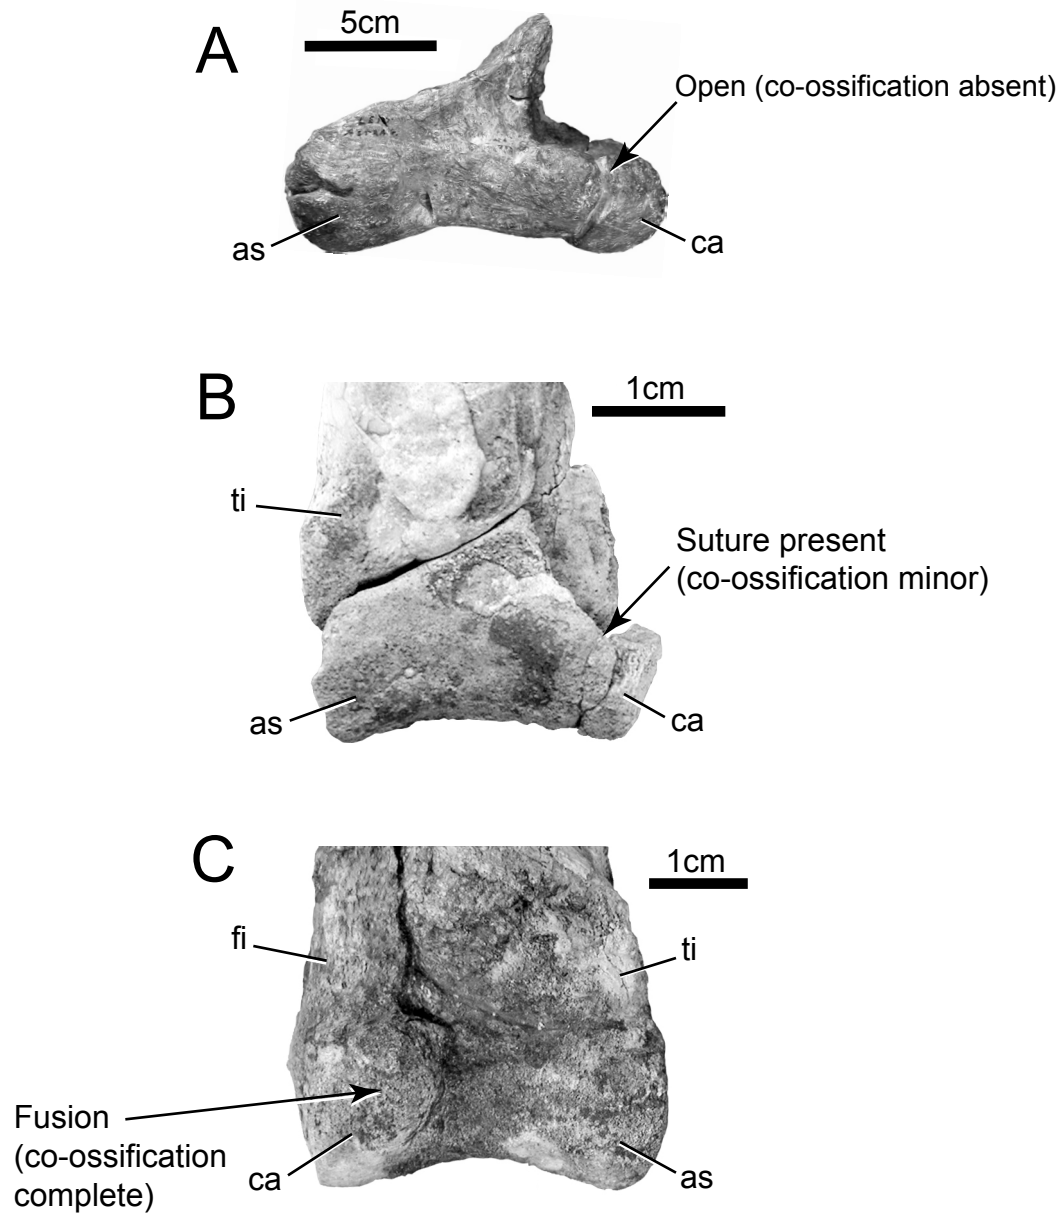 A
5cm
Open (co-ossification absent)
as
ca
B
1cm
ti
Suture present
(co-ossification minor)
as
ca
C
1cm
fi
ti
Fusion
(co-ossification
complete)
ca
as